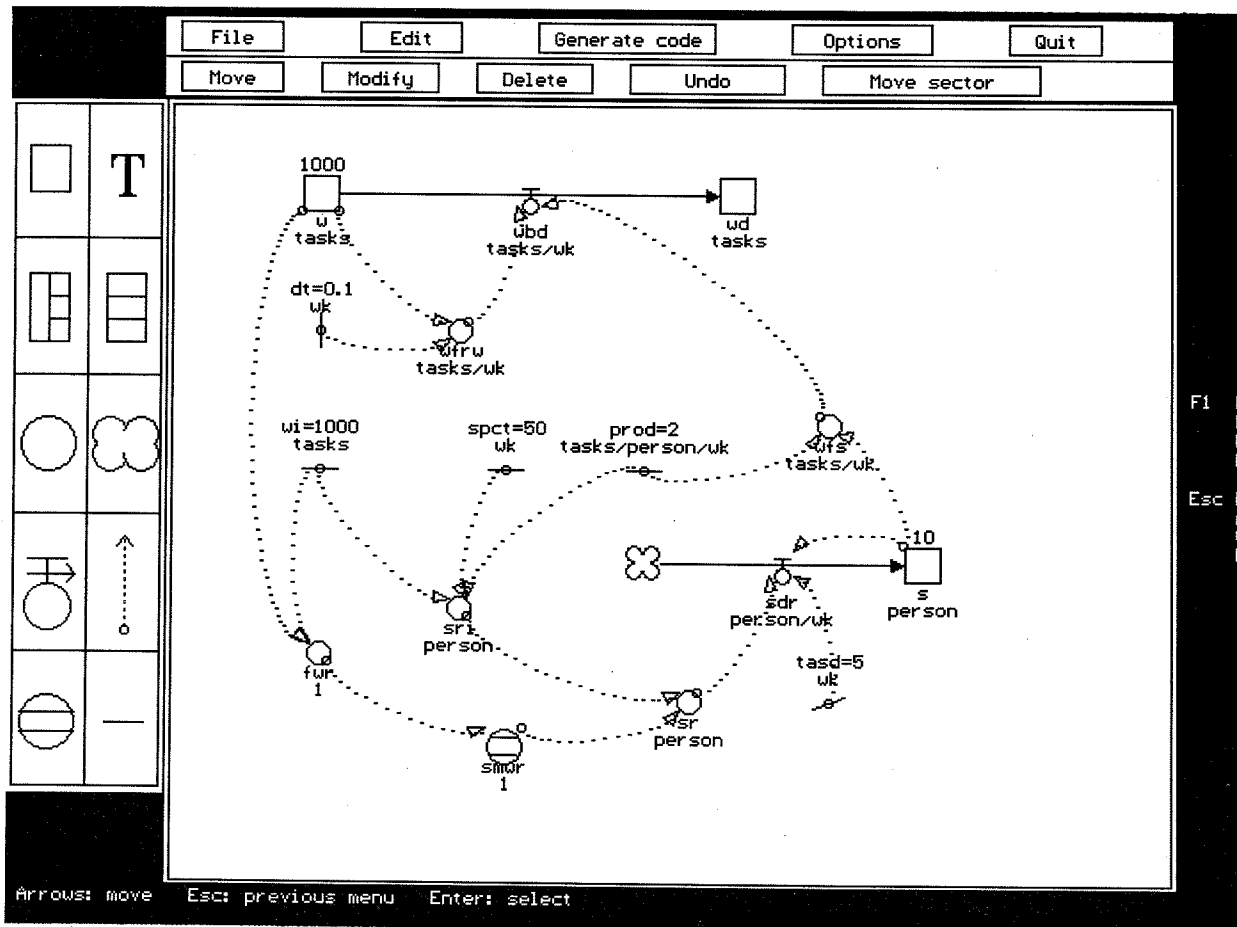 File Edit Generate code Options Quit
Move Modify Delete Undo Move sector
T
1000
w
tasks
wbd
tasks/wk
wd
tasks
dt=0.1
wk
wfrw
tasks/wk
wi=1000
tasks
spct=50
wk
prod=2
tasks/person/wk
wfs
tasks/wk
F1
Esc
10
s
person
sdr
person/wk
sri
person
fwr
1
tasd=5
wk
sr
person
smwr
1
Arrows: move Esc: previous menu Enter: select